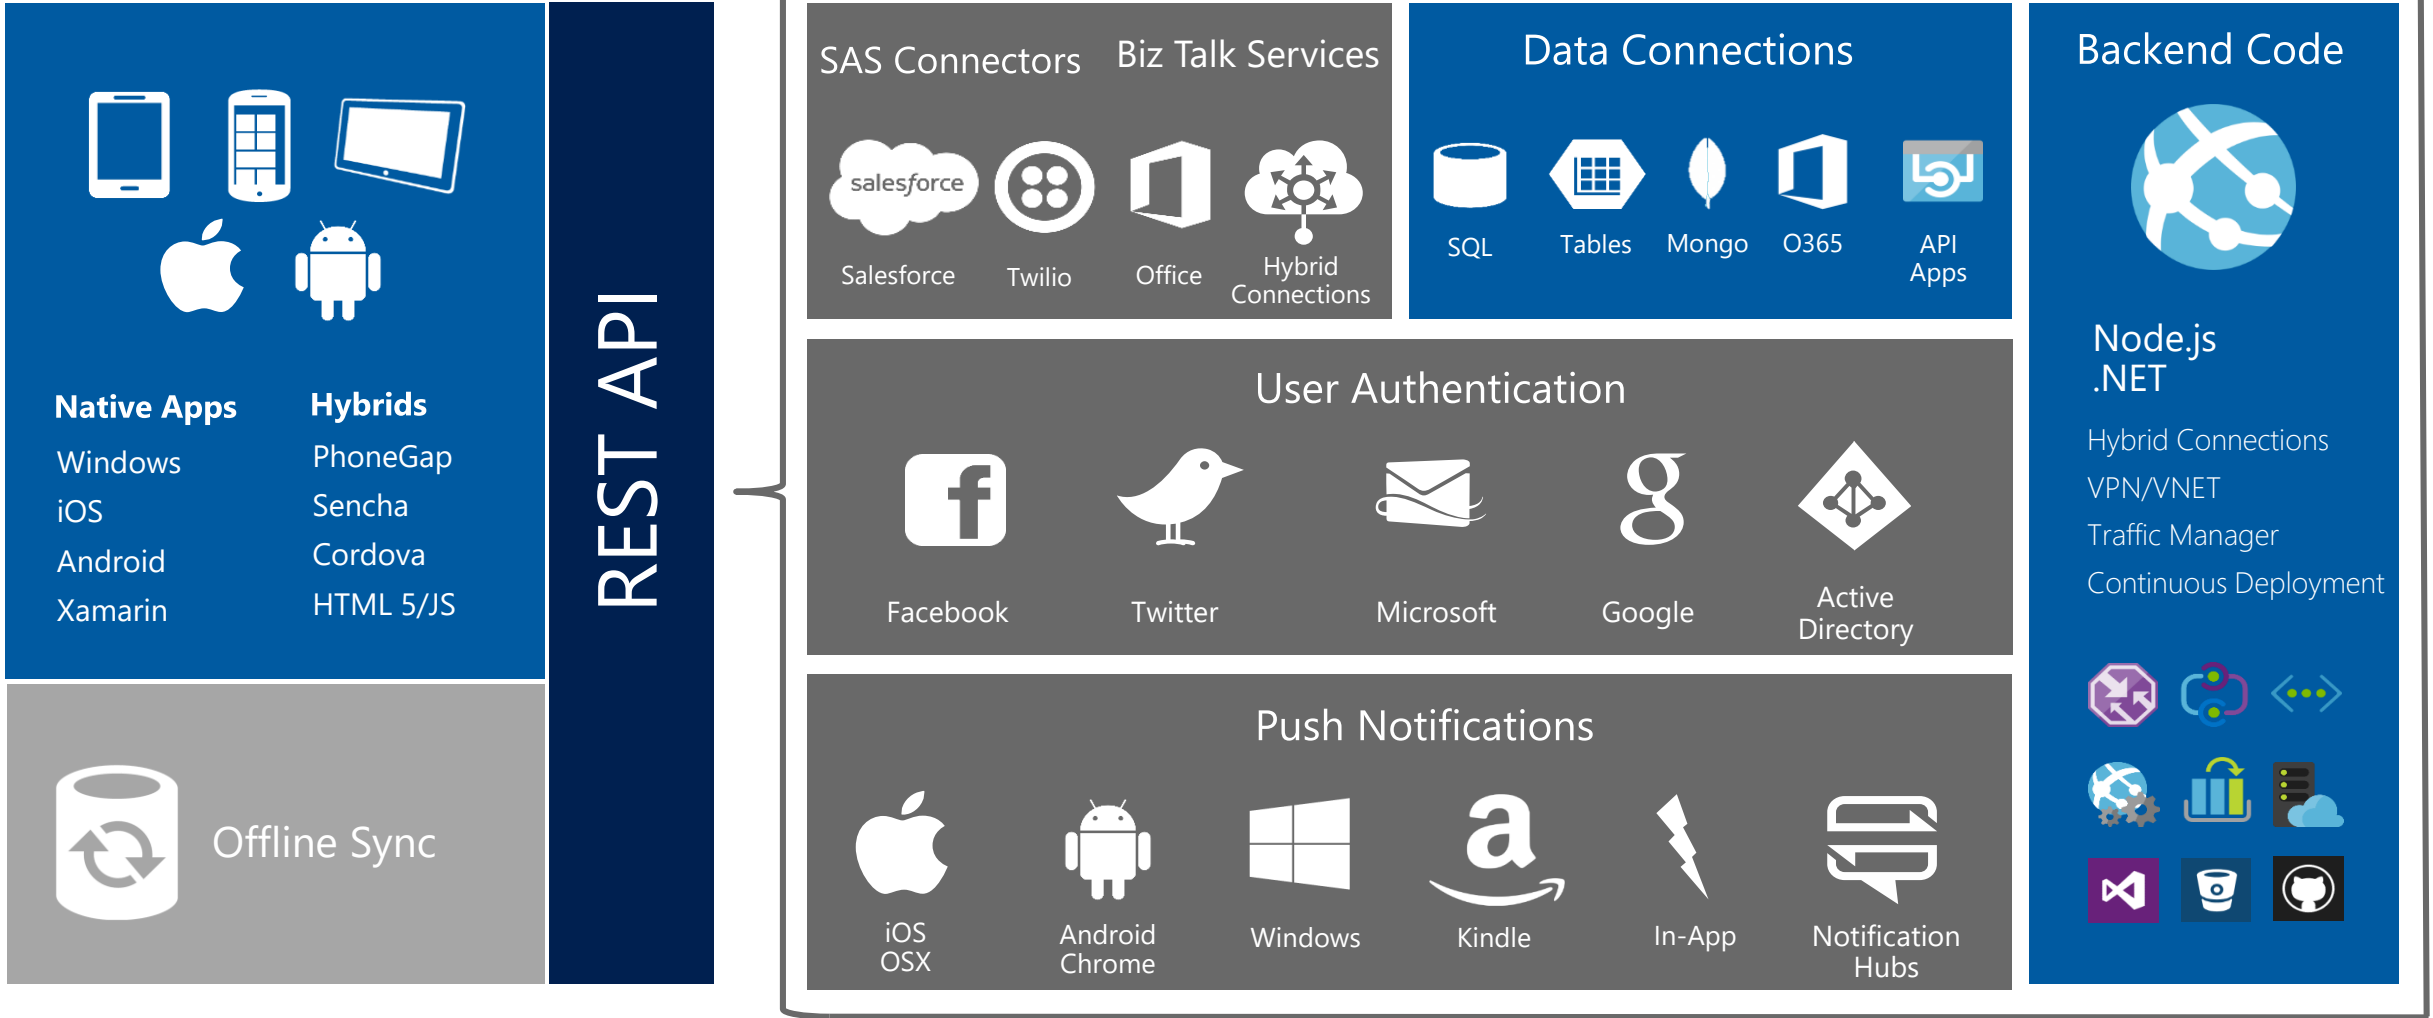 Native Apps
Windows
iOS
Android
Xamarin
Hybrids
PhoneGap
Sencha
Cordova
HTML 5/JS
Offline Sync
REST API
SAS Connectors
Biz Talk Services
salesforce
Salesforce
Twilio
Office
Hybrid
Connections
Data Connections
SQL
Tables
Mongo
O365
API
Apps
User Authentication
Facebook
Twitter
Microsoft
Google
Active
Directory
Push Notifications
iOS
OSX
Android
Chrome
Windows
Kindle
In-App
Notification
Hubs
Backend Code
Node.js
.NET
Hybrid Connections
VPN/VNET
Traffic Manager
Continuous Deployment